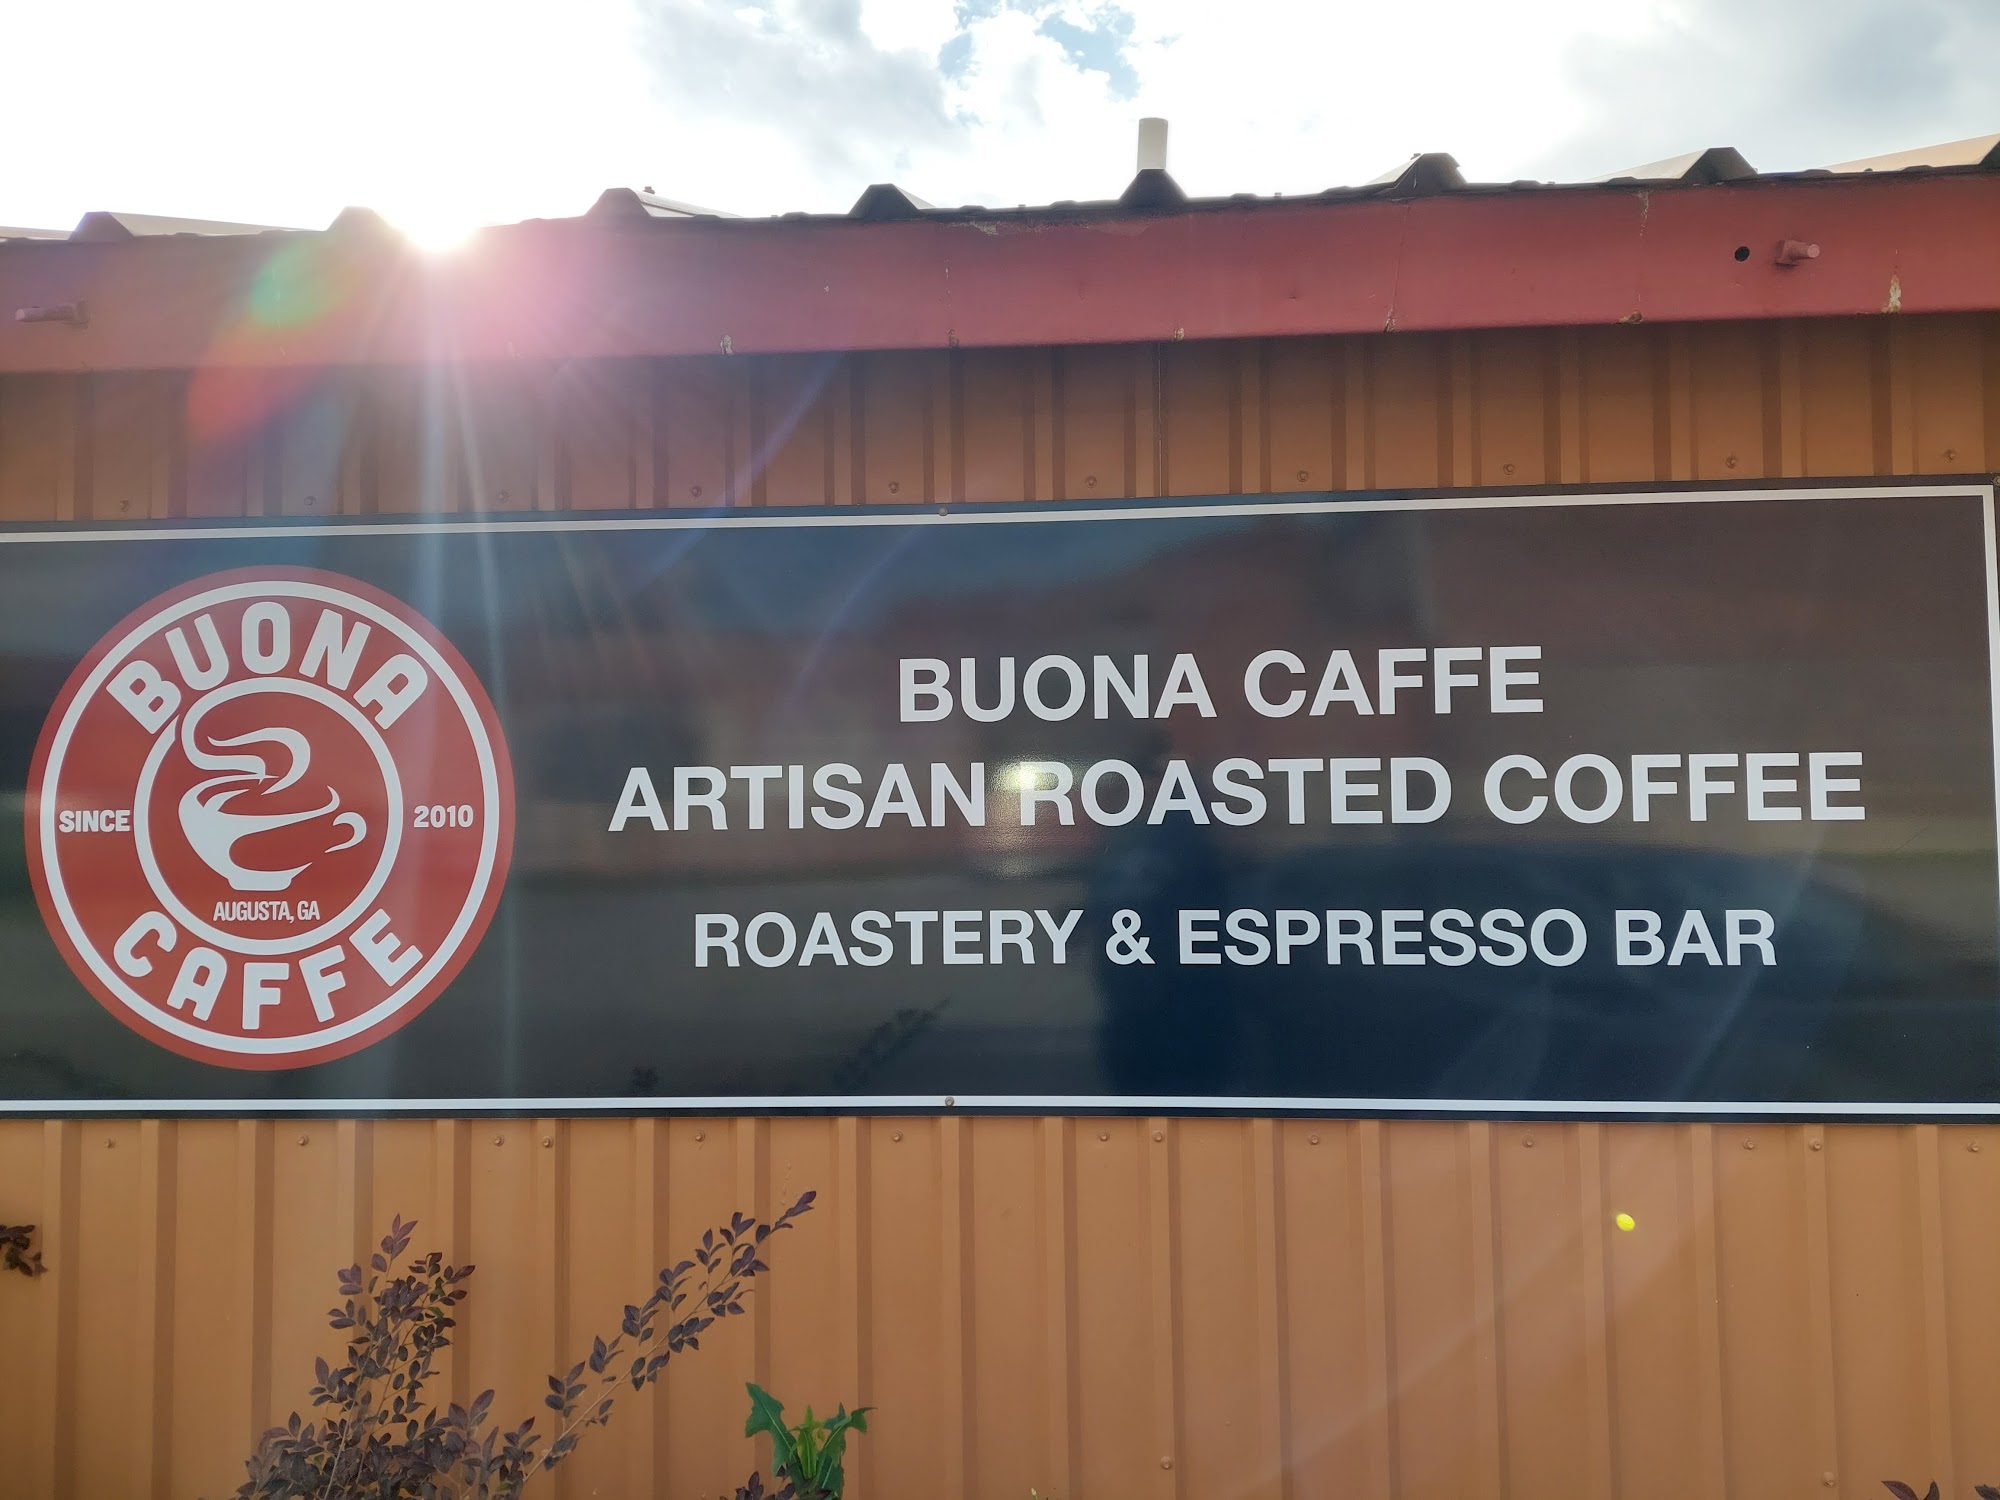 BUONA
SINCE 2010
AUGUSTA, GA
CAFFE
BUONA CAFFE
ARTISAN ROASTED COFFEE
ROASTERY & ESPRESSO BAR